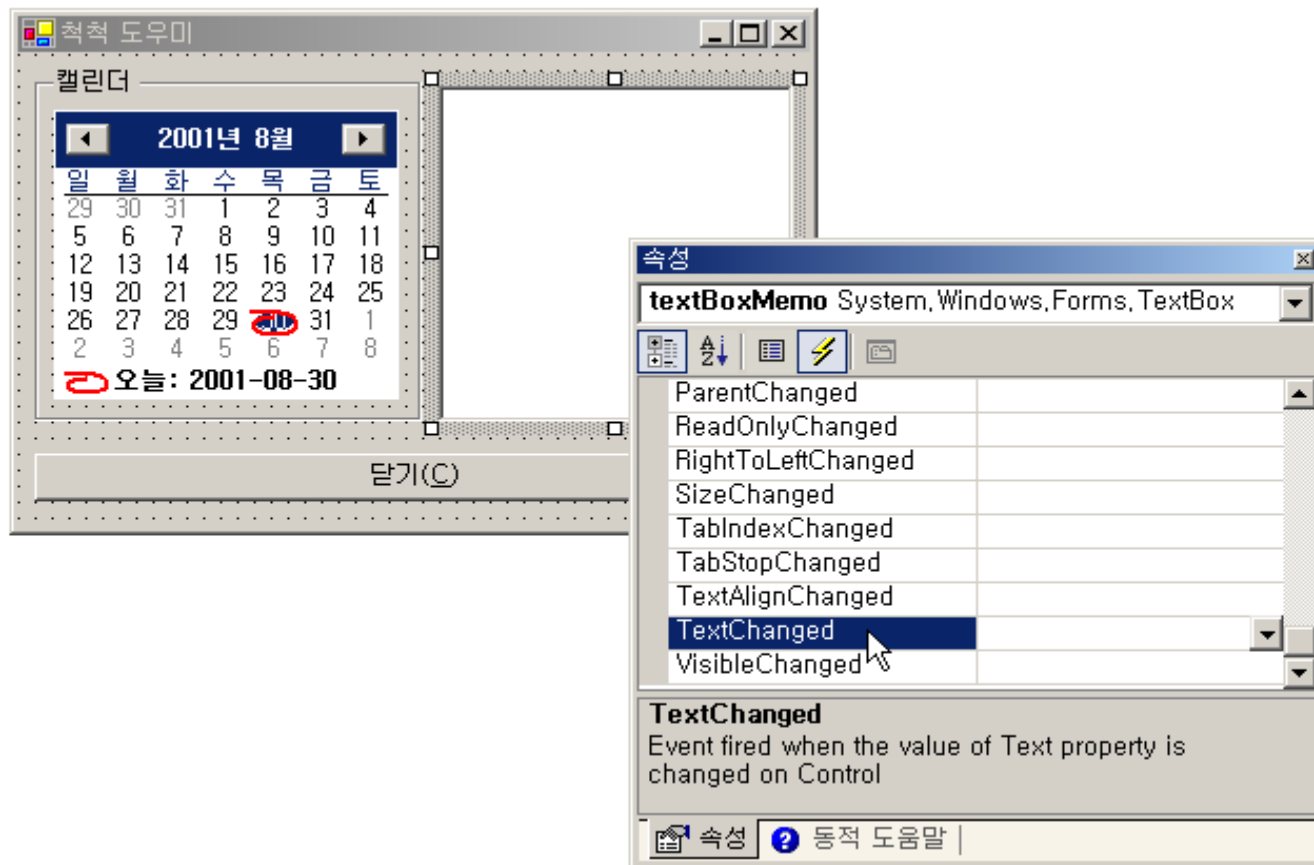 척척 도우미
캘린더
2001년 8월
일 월 화 수 목 금 토
29 30 31 1 2 3 4
5 6 7 8 9 10 11
12 13 14 15 16 17 18
19 20 21 22 23 24 25
26 27 28 29 30 31 1
2 3 4 5 6 7 8
오늘: 2001-08-30
닫기(C)
속성
textBoxMemo System.Windows.Forms.TextBox
ParentChanged
ReadOnlyChanged
RightToLeftChanged
SizeChanged
TabIndexChanged
TabStopChanged
TextAlignChanged
TextChanged
VisibleChanged
TextChanged
Event fired when the value of Text property is
changed on Control
속성 동적 도움말